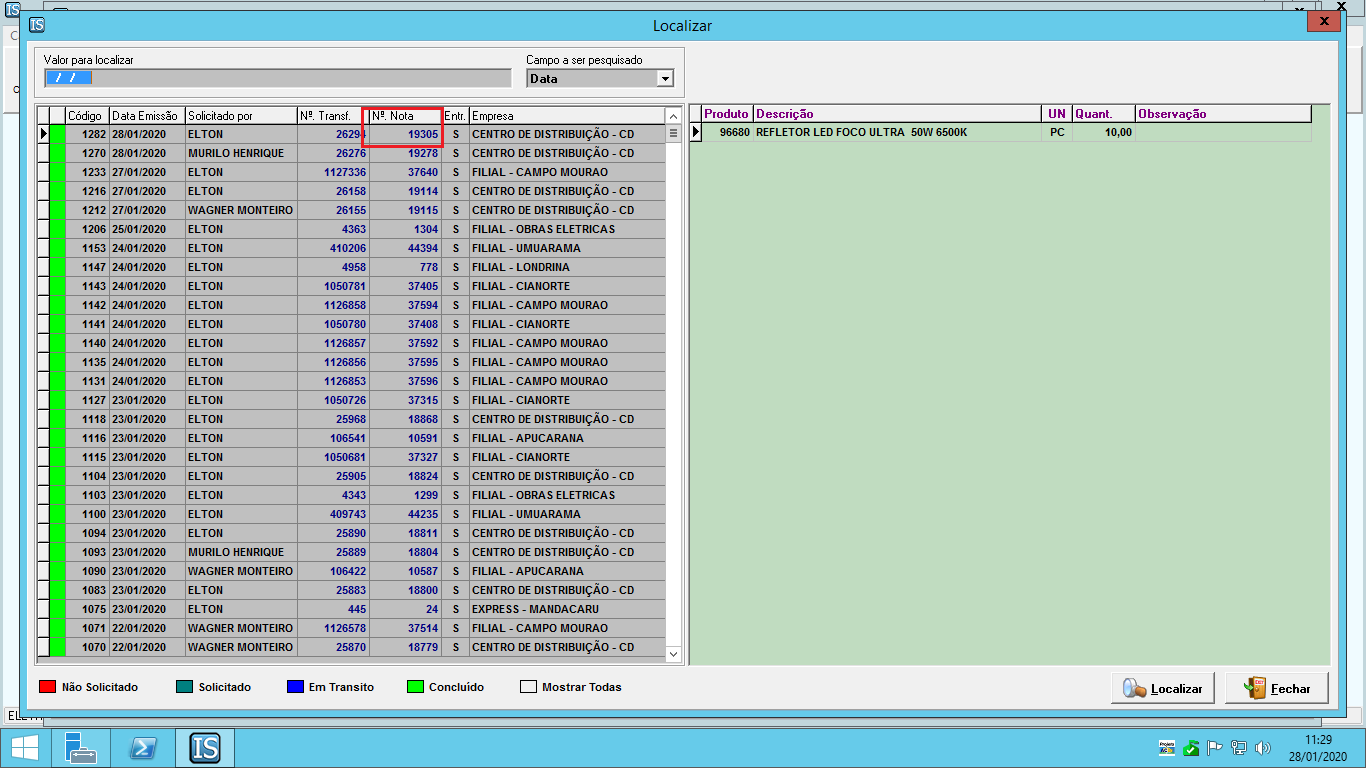 IS
IS
Localizar
x
Valor para localizar
Campo a ser pesquisado
/ /
Data
Código Data Emissão Solicitado por Nº. Transf. Nº. Nota Entr. Empresa
1282 28/01/2020 ELTON 26294 19305 S CENTRO DE DISTRIBUIÇÃO - CD
1270 28/01/2020 MURILO HENRIQUE 26276 19278 S CENTRO DE DISTRIBUIÇÃO - CD
1233 27/01/2020 ELTON 1127336 37640 S FILIAL - CAMPO MOURAO
1216 27/01/2020 ELTON 26158 19114 S CENTRO DE DISTRIBUIÇÃO - CD
1212 27/01/2020 WAGNER MONTEIRO 26155 19115 S CENTRO DE DISTRIBUIÇÃO - CD
1206 25/01/2020 ELTON 4363 1304 S FILIAL - OBRAS ELETRICAS
1153 24/01/2020 ELTON 410206 44394 S FILIAL - UMUARAMA
1147 24/01/2020 ELTON 4958 778 S FILIAL - LONDRINA
1143 24/01/2020 ELTON 1050781 37405 S FILIAL - CIANORTE
1142 24/01/2020 ELTON 1126858 37594 S FILIAL - CAMPO MOURAO
1141 24/01/2020 ELTON 1050780 37408 S FILIAL - CIANORTE
1140 24/01/2020 ELTON 1126857 37592 S FILIAL - CAMPO MOURAO
1135 24/01/2020 ELTON 1126856 37595 S FILIAL - CAMPO MOURAO
1131 24/01/2020 ELTON 1126853 37596 S FILIAL - CAMPO MOURAO
1127 23/01/2020 ELTON 1050726 37315 S FILIAL - CIANORTE
1118 23/01/2020 ELTON 25968 18868 S CENTRO DE DISTRIBUIÇÃO - CD
1116 23/01/2020 ELTON 106541 10591 S FILIAL - APUCARANA
1115 23/01/2020 ELTON 1050681 37327 S FILIAL - CIANORTE
1104 23/01/2020 ELTON 25905 18824 S CENTRO DE DISTRIBUIÇÃO - CD
1103 23/01/2020 ELTON 4343 1299 S FILIAL - OBRAS ELETRICAS
1100 23/01/2020 ELTON 409743 44235 S FILIAL - UMUARAMA
1094 23/01/2020 ELTON 25890 18811 S CENTRO DE DISTRIBUIÇÃO - CD
1093 23/01/2020 MURILO HENRIQUE 25889 18804 S CENTRO DE DISTRIBUIÇÃO - CD
1090 23/01/2020 WAGNER MONTEIRO 106422 10587 S FILIAL - APUCARANA
1083 23/01/2020 ELTON 25883 18800 S CENTRO DE DISTRIBUIÇÃO - CD
1075 23/01/2020 ELTON 445 24 S EXPRESS - MANDACARU
1071 22/01/2020 WAGNER MONTEIRO 1126578 37514 S FILIAL - CAMPO MOURAO
1070 22/01/2020 WAGNER MONTEIRO 25870 18779 S CENTRO DE DISTRIBUIÇÃO - CD
Produto Descrição UN Quant. Observação
96680 REFLETOR LED FOCO ULTRA 50W 6500K PC 10,00
Não Solicitado Solicitado Em Transito Concluído Mostrar Todas
Localizar
Fechar
IS
11:29
28/01/2020